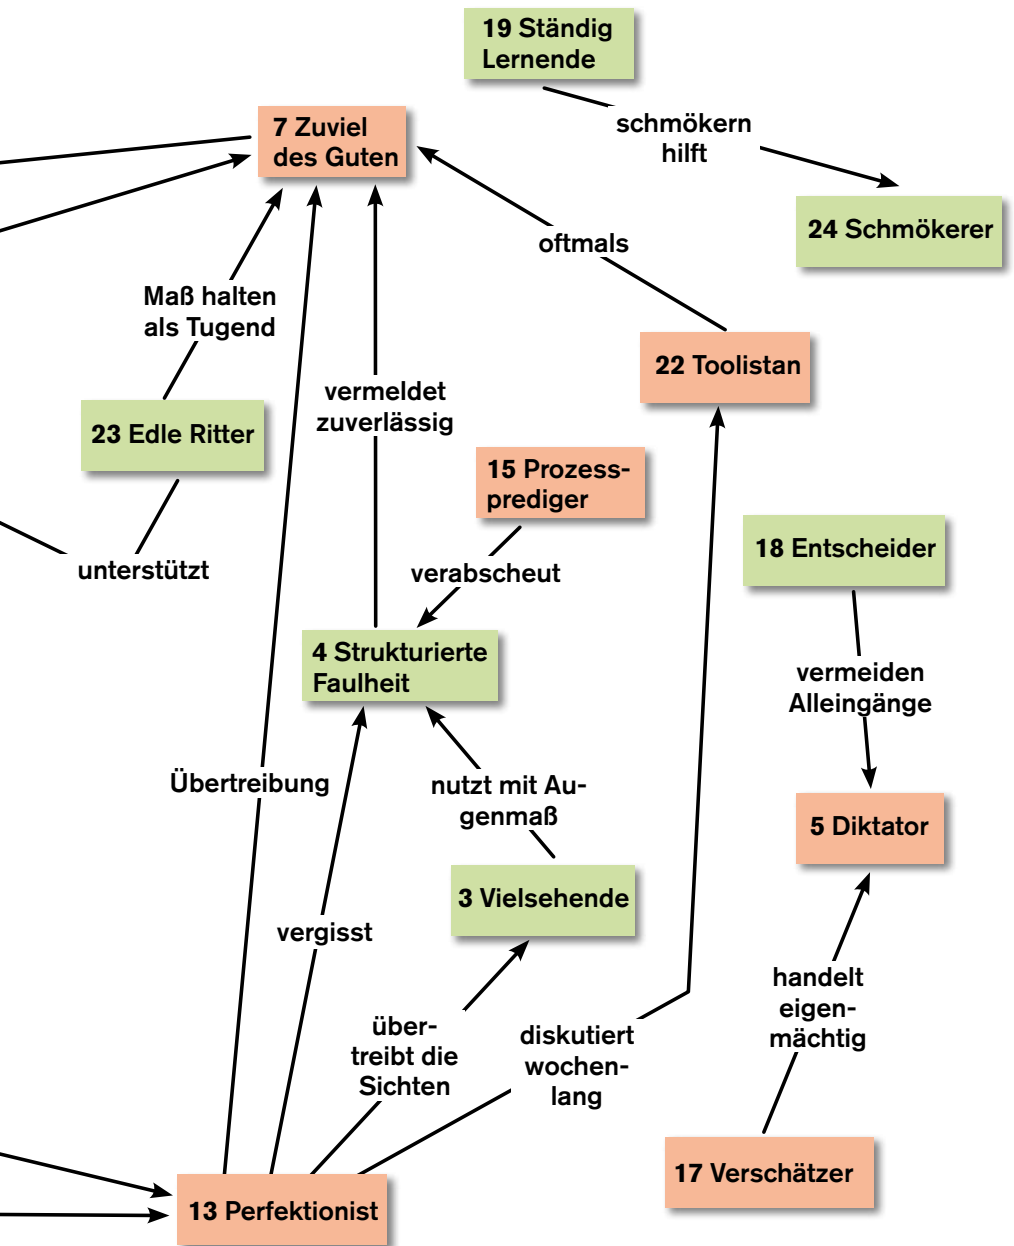 19 Ständig
Lernende
schmökern
hilft
7 Zuviel
des Guten
24 Schmökerer
oftmals
Maß halten
als Tugend
22 Toolistan
vermeldet
zuverlässig
23 Edle Ritter
15 Prozess-
prediger
18 Entscheider
unterstützt
verabscheut
4 Strukturierte
Faulheit
vermeiden
Alleingänge
Übertreibung
nutzt mit Au-
genmaß
5 Diktator
3 Vielsehende
vergisst
handelt
eigen-
mächtig
über-
treibt die
Sichten
diskutiert
wochen-
lang
17 Verschätzer
13 Perfektionist